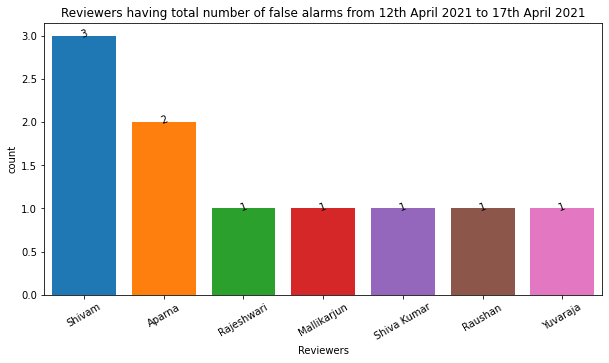 Reviewers having total number of false alarms from 12th April 2021 to 17th April 2021
count
3.0
2.5
2.0
1.5
1.0
0.5
0.0
3
2
1
1
1
1
1
Shivam
Aparna
Rajeshwari
Mallikarjun
Shiva Kumar
Raushan
Yuvaraja
Reviewers